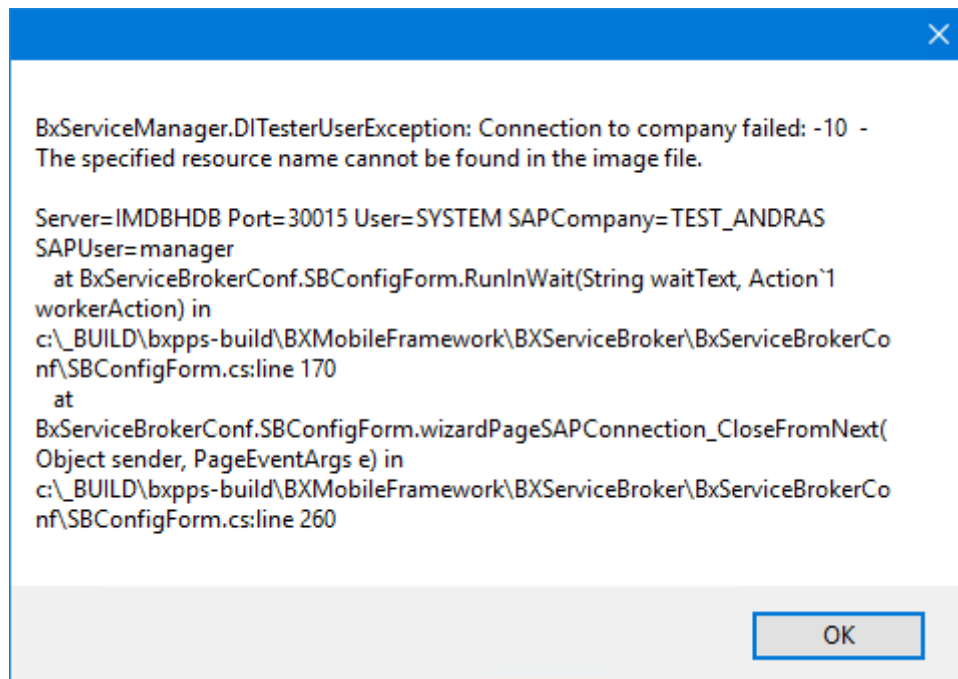 BxServiceManager.DITesterUserException: Connection to company failed: -10  -
The specified resource name cannot be found in the image file.
Server=IMDBHDB Port=30015 User=SYSTEM SAPCompany=TEST_ANDRAS
SAPUser=manager
at BxServiceBrokerConf.SBConfigForm.RunInWait(String waitText, Action`1
workerAction) in
c:\_BUILD\bxpps-build\BXMobileFramework\BXServiceBroker\BxServiceBrokerCo
nf\SBConfigForm.cs:line 170
at
BxServiceBrokerConf.SBConfigForm.wizardPageSAPConnection_CloseFromNext(
Object sender, PageEventArgs e) in
c:\_BUILD\bxpps-build\BXMobileFramework\BXServiceBroker\BxServiceBrokerCo
nf\SBConfigForm.cs:line 260
OK